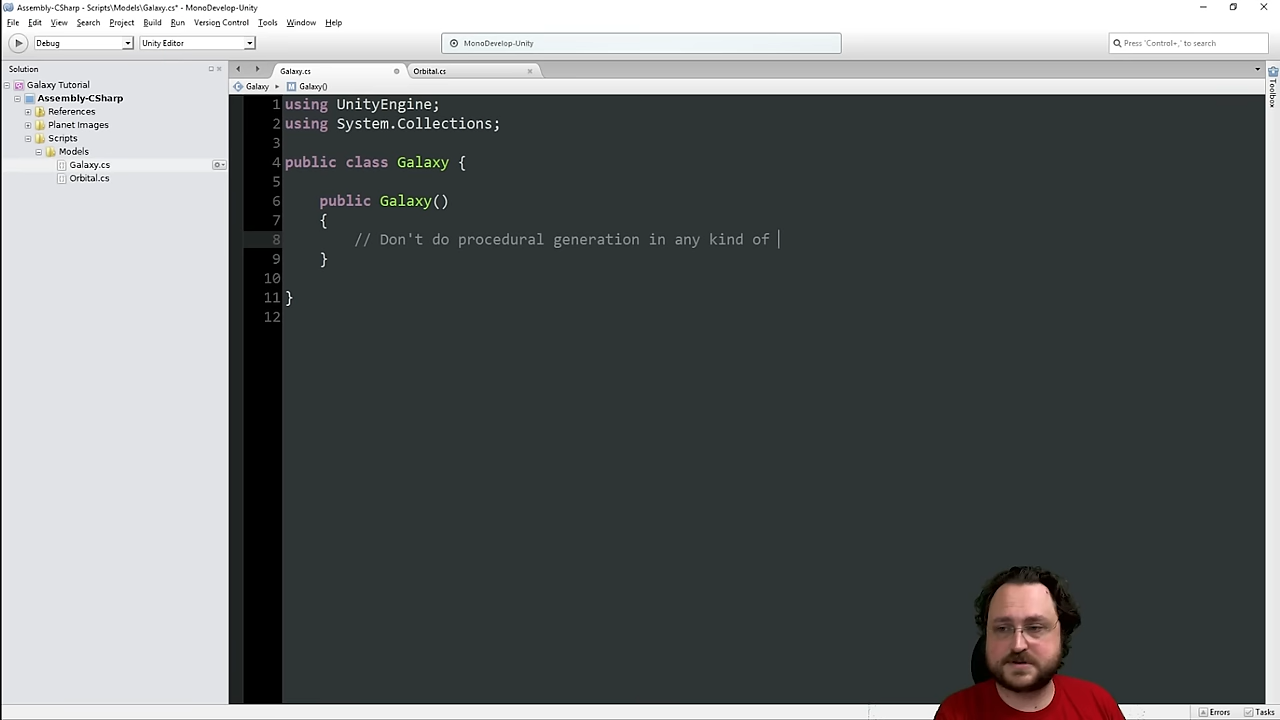 Assembly-CSharp - Scripts\Models\Galaxy.cs* - MonoDevelop-Unity
File Edit View Search Project Build Run Version Control Tools Window Help
Debug Unity Editor MonoDevelop-Unity Press 'Control+,' to search
Solution
Galaxy Tutorial
Assembly-CSharp
References
Planet Images
Scripts
Models
Galaxy.cs
Orbital.cs
Galaxy.cs Orbital.cs
Galaxy Galaxy()
1 using UnityEngine;
2 using System.Collections;
3
4 public class Galaxy {
5
6 public Galaxy()
7 {
8 // Don't do procedural generation in any kind of
9 }
10
11 }
12
Toolbox
Errors Tasks